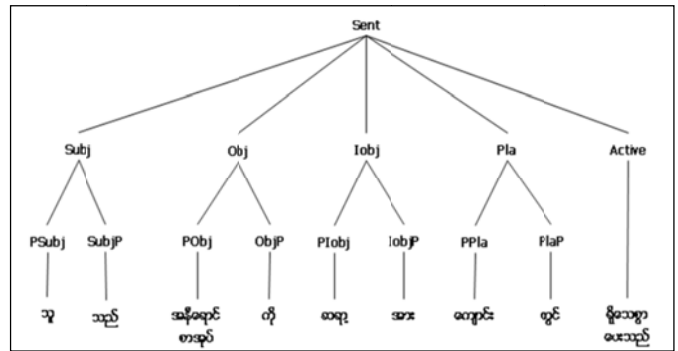 Sent
Subj Obj Iobj Pla Active
PSubj SubjP PObj ObjP PIobj IobjP PPla PlaP
သူ သည် အနီရောင် ကို ဆရာ့ အား ကျောင်း တွင် ရိုသေစွာ
စာအုပ် ပေးသည်